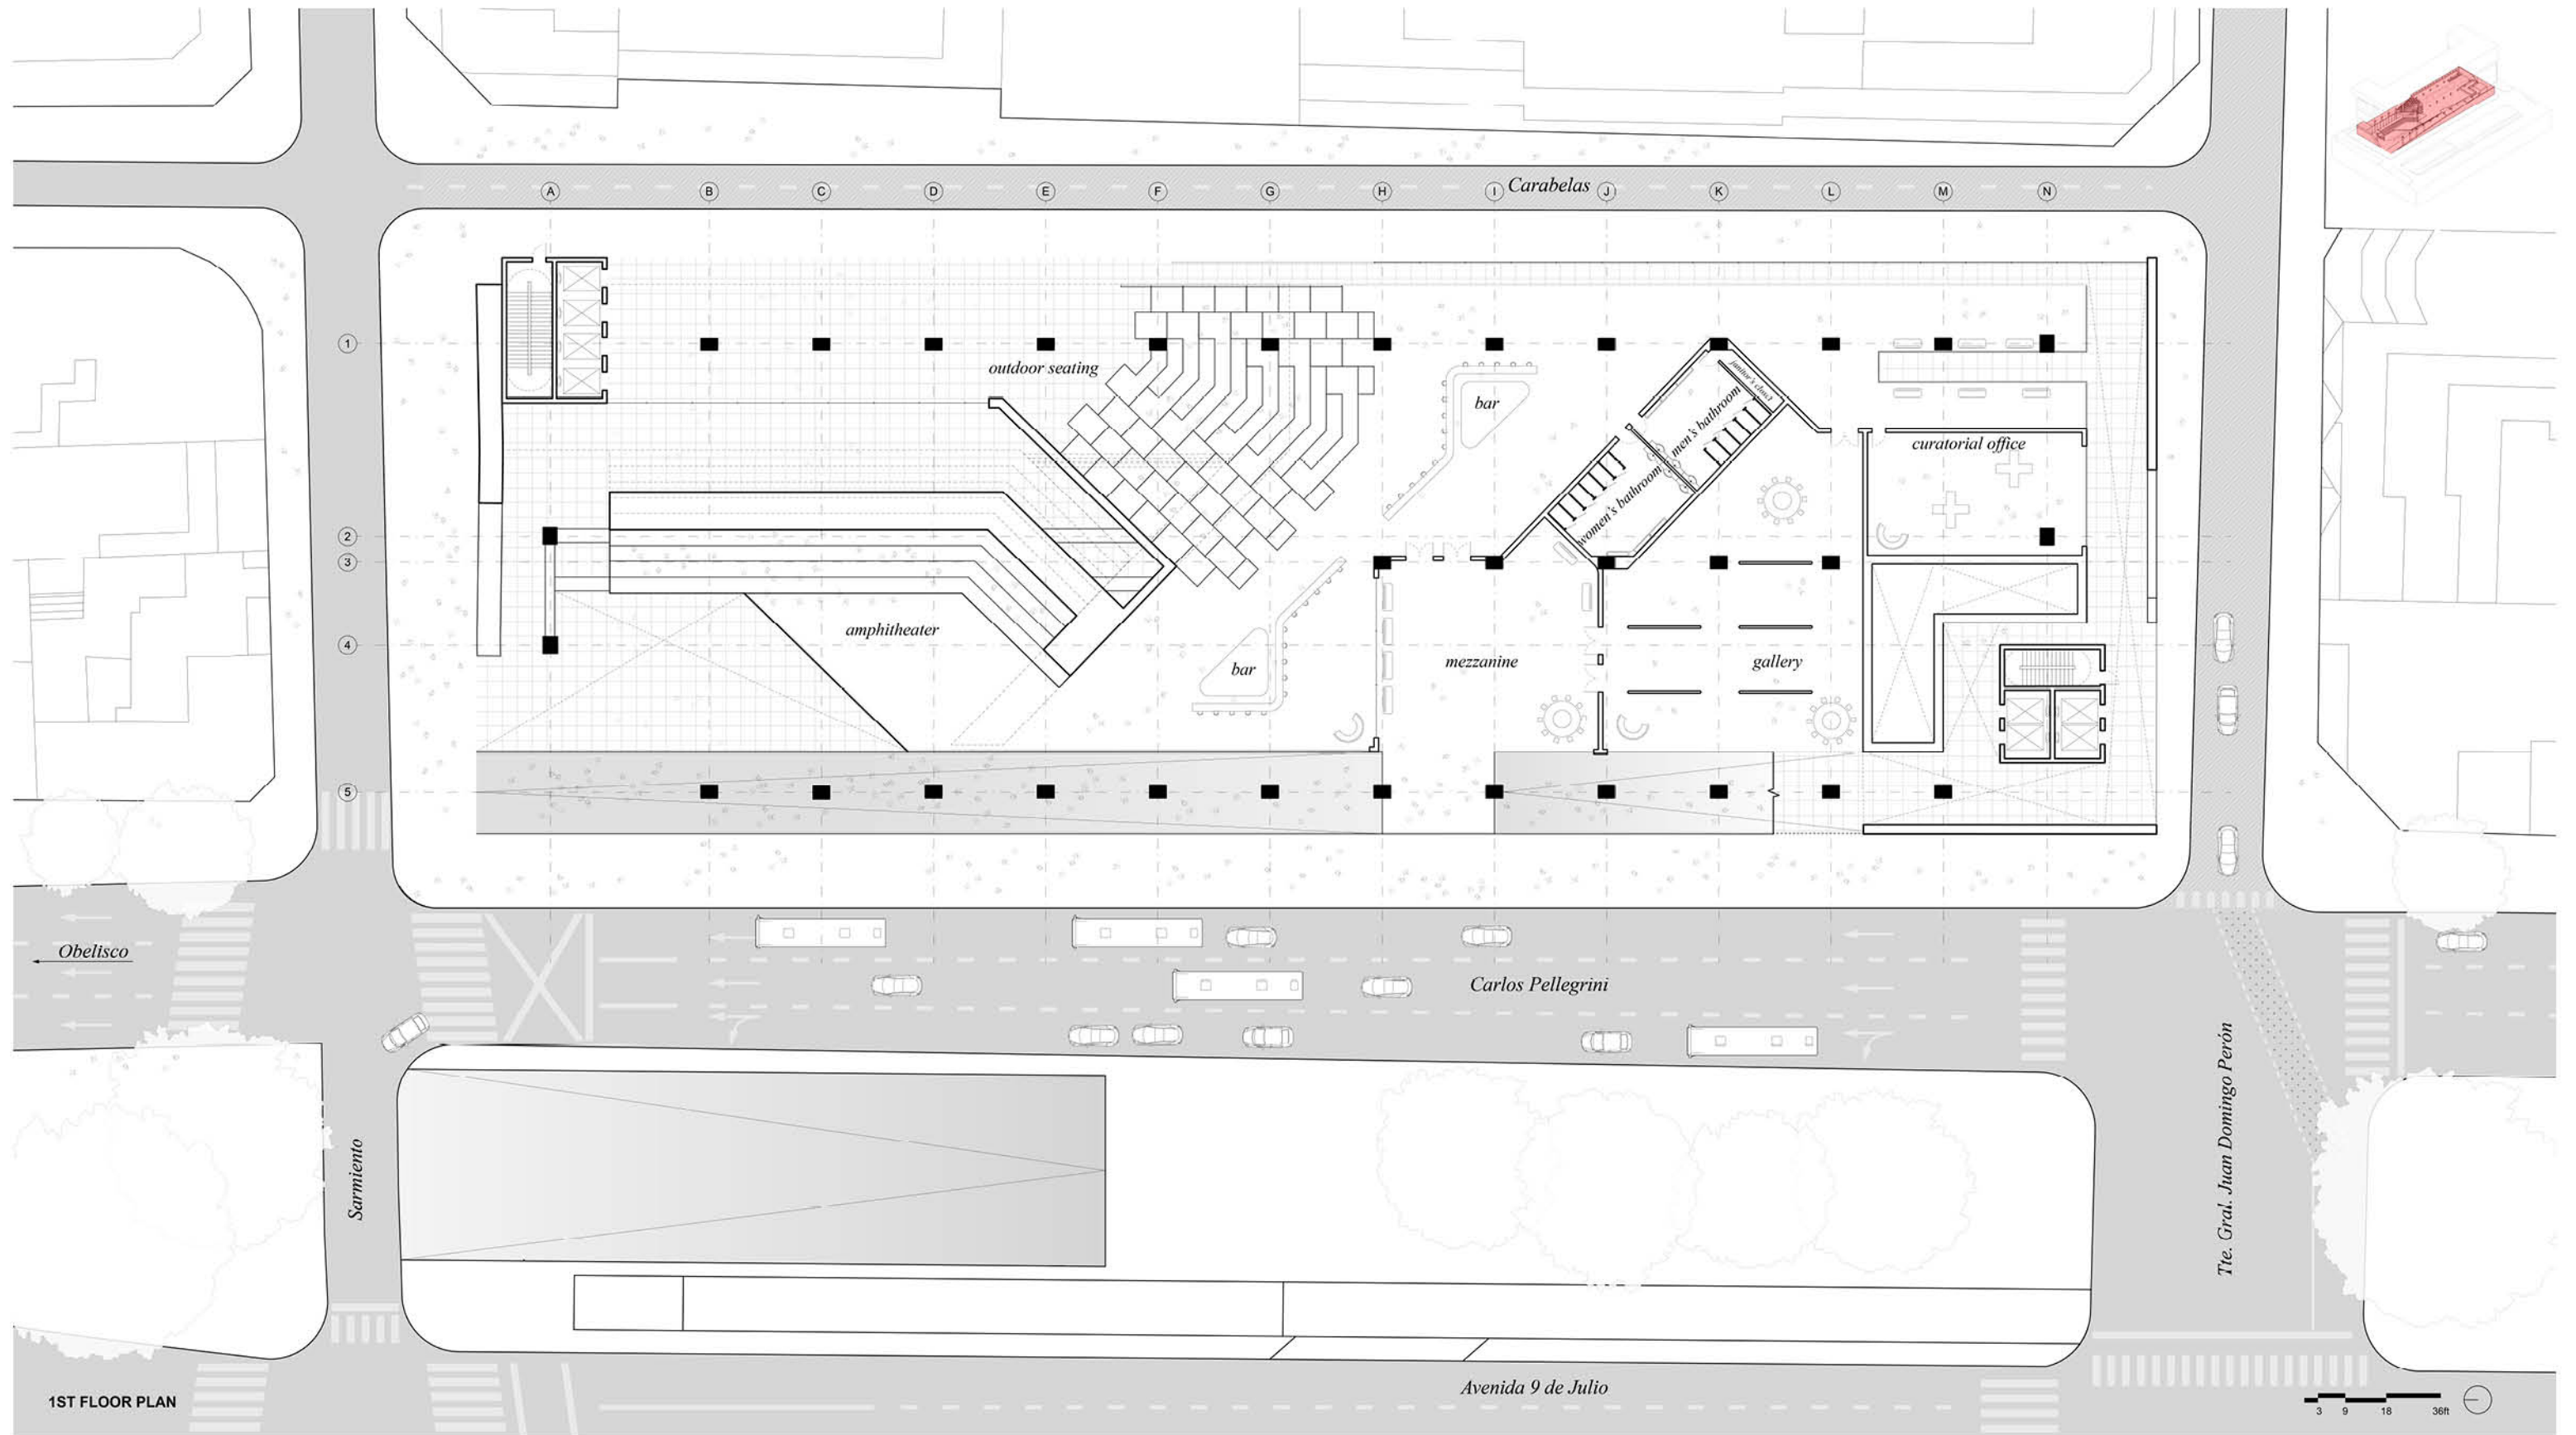 Carabelas
A B C D E F G H I J K L M N
1
outdoor seating
bar
janitor's closet
men's bathroom
women's bathroom
curatorial office
2
3
4
amphitheater
bar
mezzanine
gallery
5
Obelisco
Carlos Pellegrini
Sarmiento
Tte. Gral. Juan Domingo Perón
Avenida 9 de Julio
1ST FLOOR PLAN
3 9 18 36ft